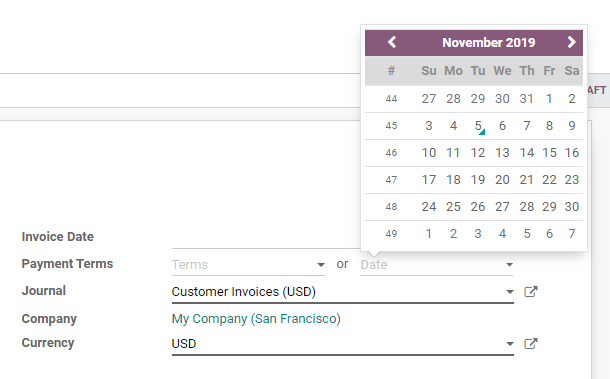 November 2019
# Su Mo Tu We Th Fr Sa
44 27 28 29 30 31 1 2
AFT
45 3 4 5 6 7 8 9
46 10 11 12 13 14 15 16
47 17 18 19 20 21 22 23
48 24 25 26 27 28 29 30
49 1 2 3 4 5 6 7
Invoice Date
Payment Terms Terms or Date
Journal Customer Invoices (USD)
Company My Company (San Francisco)
Currency USD